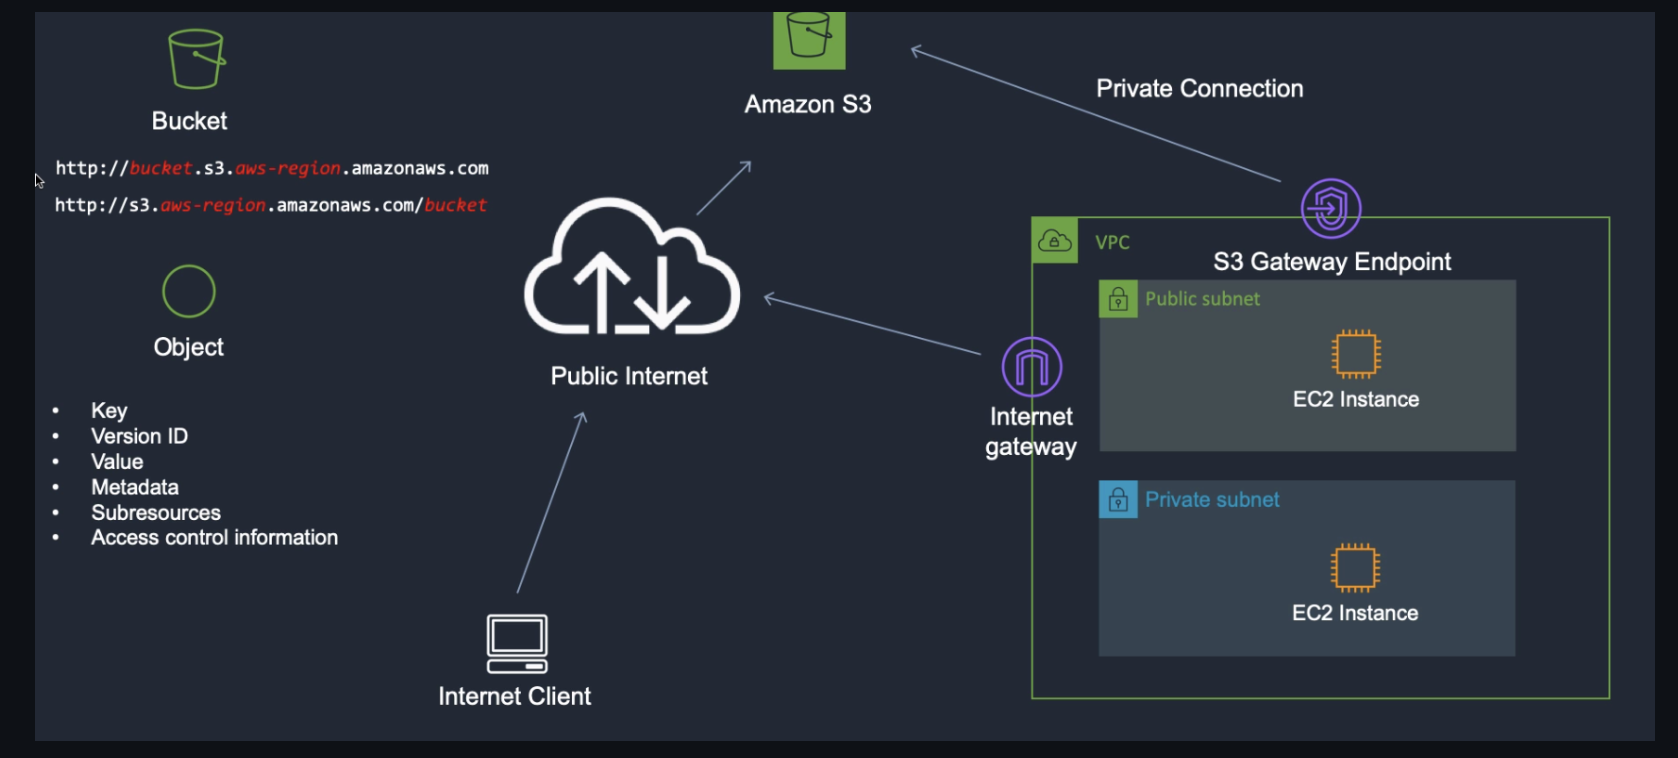 Bucket
http://bucket.s3.aws-region.amazonaws.com
http://s3.aws-region.amazonaws.com/bucket
Object
• Key
• Version ID
• Value
• Metadata
• Subresources
• Access control information
Amazon S3
Public Internet
Internet Client
Private Connection
VPC
S3 Gateway Endpoint
Public subnet
EC2 Instance
Internet
gateway
Private subnet
EC2 Instance